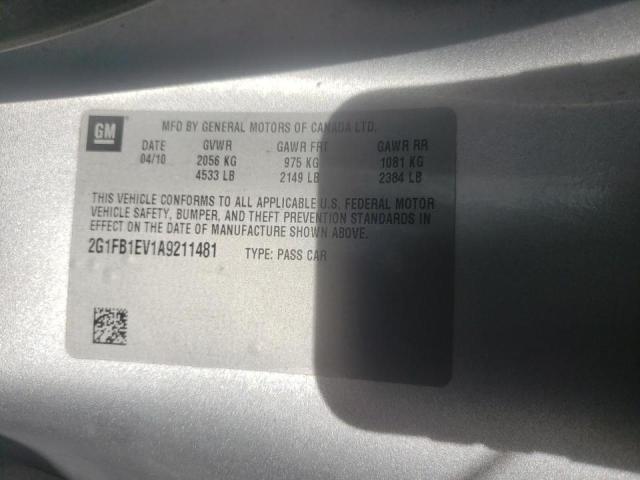 GM
MFD BY GENERAL MOTORS OF CANADA LTD.
DATE GVWR GAWR FRT GAWR RR
04/10 2056 KG 975 KG 1081 KG
4533 LB 2149 LB 2384 LB
THIS VEHICLE CONFORMS TO ALL APPLICABLE U.S. FEDERAL MOTOR
VEHICLE SAFETY, BUMPER, AND THEFT PREVENTION STANDARDS IN
EFFECT ON THE DATE OF MANUFACTURE SHOWN ABOVE.
2G1FB1EV1A9211481 TYPE: PASS CAR